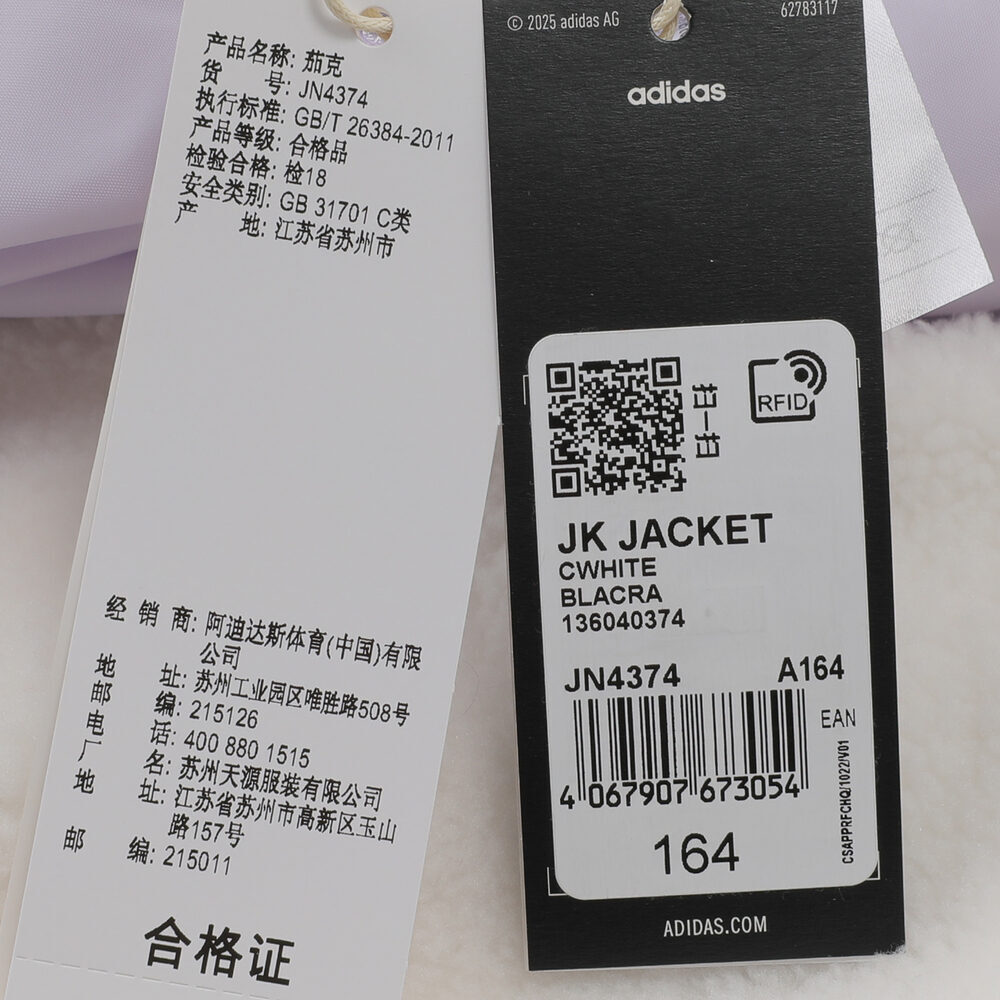 产品名称: 茄克
货 号: JN4374
执行标准: GB/T 26384-2011
产品等级: 合格品
检验合格: 检18
安全类别: GB 31701 C类
产 地: 江苏省苏州市
经 销 商: 阿迪达斯体育(中国)有限
公司
地 址: 苏州工业园区唯胜路508号
邮 编: 215126
电 话: 400 880 1515
厂 名: 苏州天源服装有限公司
地 址: 江苏省苏州市高新区玉山
路157号
邮 编: 215011
合格证
© 2025 adidas AG
62783117
adidas
扫一扫
RFID
JK JACKET
CWHITE
BLACRA
136040374
JN4374 A164
EAN
4 067907 673054
CSAPPRFCHQ/1022/V01
164
ADIDAS.COM